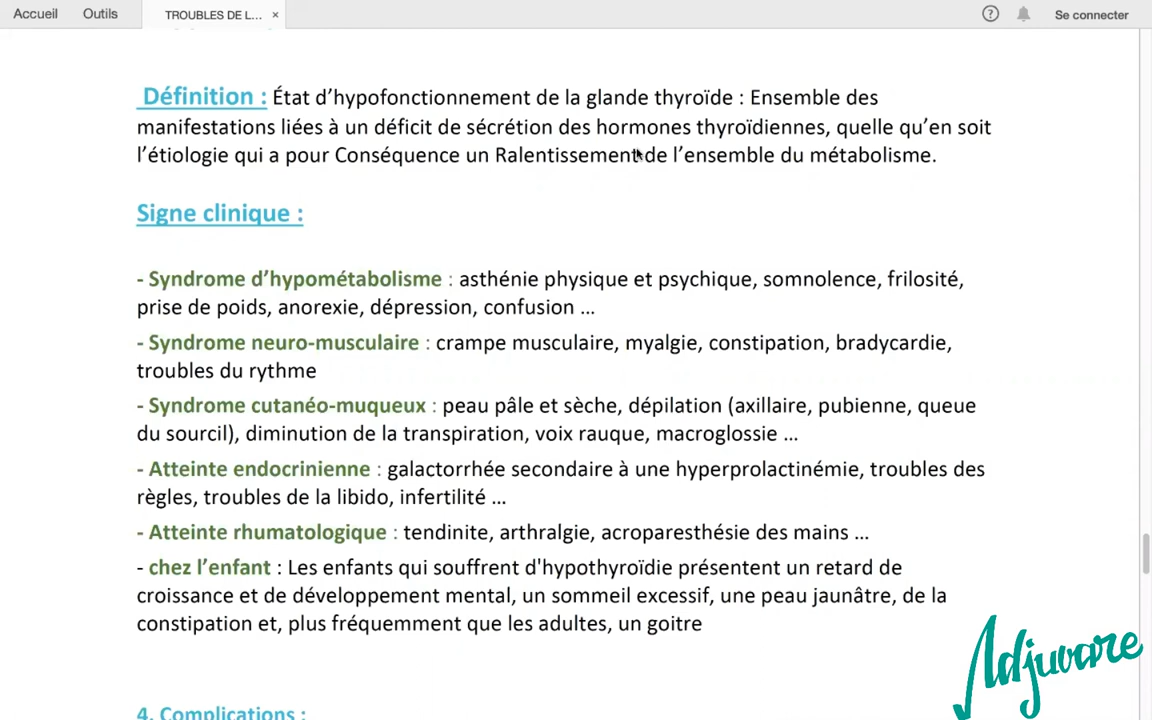 Accueil Outils TROUBLES DE L... × ? Se connecter
Définition : État d’hypofonctionnement de la glande thyroïde : Ensemble des
manifestations liées à un déficit de sécrétion des hormones thyroïdiennes, quelle qu’en soit
l’étiologie qui a pour Conséquence un Ralentissement de l’ensemble du métabolisme.
Signe clinique :
- Syndrome d’hypométabolisme : asthénie physique et psychique, somnolence, frilosité,
prise de poids, anorexie, dépression, confusion ...
- Syndrome neuro-musculaire : crampe musculaire, myalgie, constipation, bradycardie,
troubles du rythme
- Syndrome cutanéo-muqueux : peau pâle et sèche, dépilation (axillaire, pubienne, queue
du sourcil), diminution de la transpiration, voix rauque, macroglossie ...
- Atteinte endocrinienne : galactorrhée secondaire à une hyperprolactinémie, troubles des
règles, troubles de la libido, infertilité ...
- Atteinte rhumatologique : tendinite, arthralgie, acroparesthésie des mains ...
- chez l’enfant : Les enfants qui souffrent d'hypothyroïdie présentent un retard de
croissance et de développement mental, un sommeil excessif, une peau jaunâtre, de la
constipation et, plus fréquemment que les adultes, un goitre
Adjuvare
4. Complications :